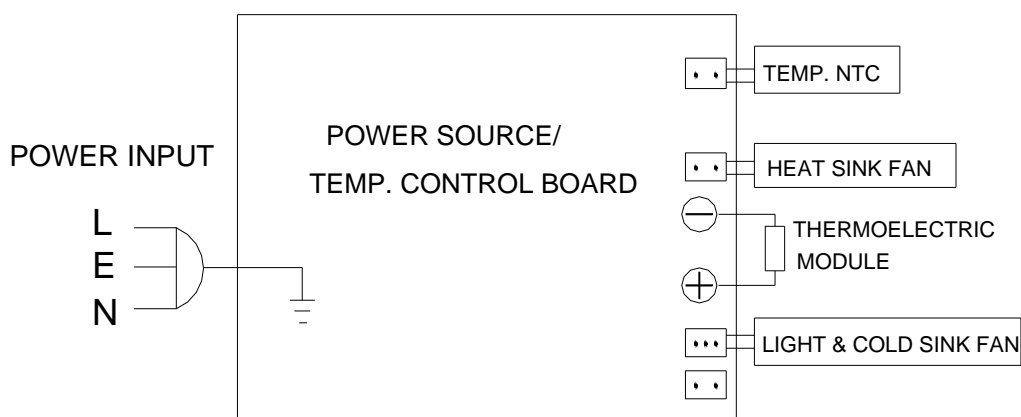 POWER INPUT
L
E
N
POWER SOURCE/
TEMP. CONTROL BOARD
TEMP. NTC
HEAT SINK FAN
THERMOELECTRIC
MODULE
LIGHT & COLD SINK FAN